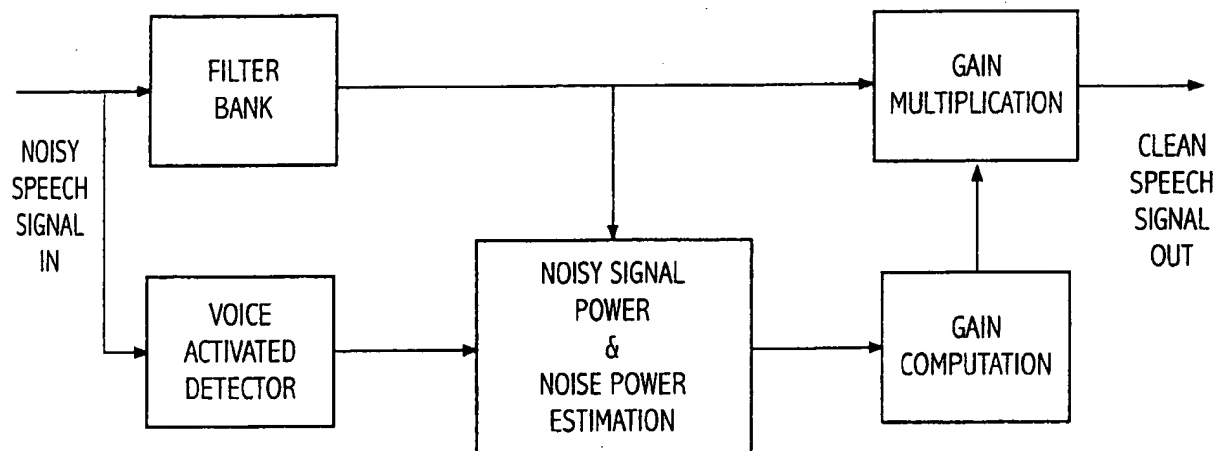 FILTER
BANK
GAIN
MULTIPLICATION
NOISY
SPEECH
SIGNAL
IN
CLEAN
SPEECH
SIGNAL
OUT
VOICE
ACTIVATED
DETECTOR
NOISY SIGNAL
POWER
&
NOISE POWER
ESTIMATION
GAIN
COMPUTATION